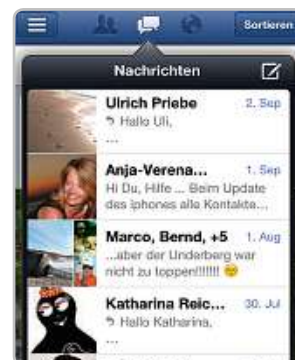 Sortieren
Nachrichten
Ulrich Priebe 2. Sep
Hallo Uli,
...
Anja-Verena... 1. Sep
Hi Du, Hilfe ... Beim Update
des iphones alle Kontakte...
Marco, Bernd, +5 1. Aug
...aber der Underberg war
nicht zu toppen!!!!!!!
Katharina Reic... 30. Jul
Hallo Katharina,
...